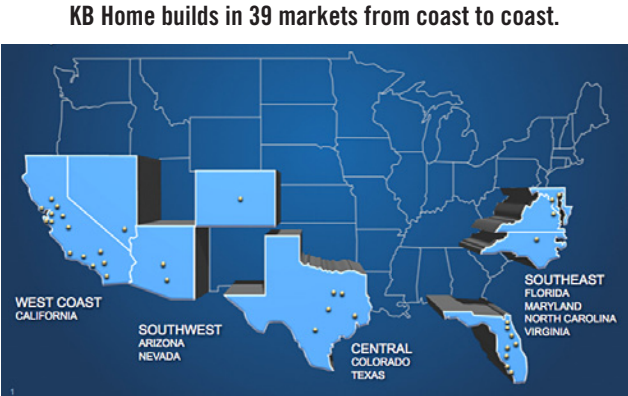 KB Home builds in 39 markets from coast to coast.
WEST COAST
CALIFORNIA
SOUTHWEST
ARIZONA
NEVADA
CENTRAL
COLORADO
TEXAS
SOUTHEAST
FLORIDA
MARYLAND
NORTH CAROLINA
VIRGINIA
1